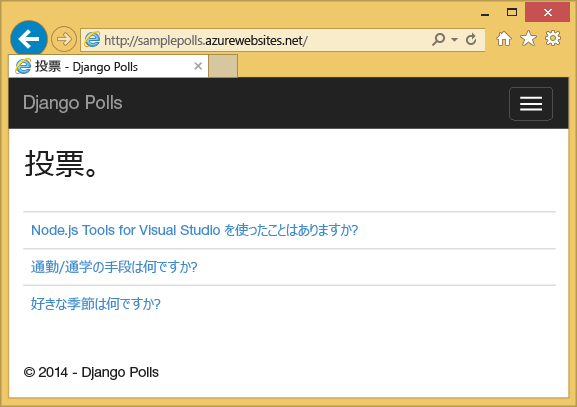 http://samplepolls.azurewebsites.net/
投票 - Django Polls
Django Polls
投票。
Node.js Tools for Visual Studio を使ったことはありますか?
通勤/通学の手段は何ですか?
好きな季節は何ですか?
© 2014 - Django Polls